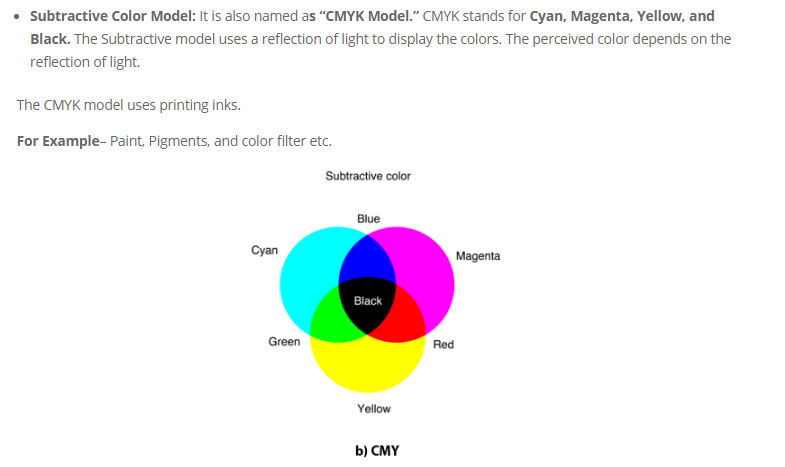 • Subtractive Color Model: It is also named as “CMYK Model.” CMYK stands for Cyan, Magenta, Yellow, and
Black. The Subtractive model uses a reflection of light to display the colors. The perceived color depends on the
reflection of light.
The CMYK model uses printing inks.
For Example– Paint, Pigments, and color filter etc.
Subtractive color
Blue
Cyan
Magenta
Black
Green
Red
Yellow
b) CMY